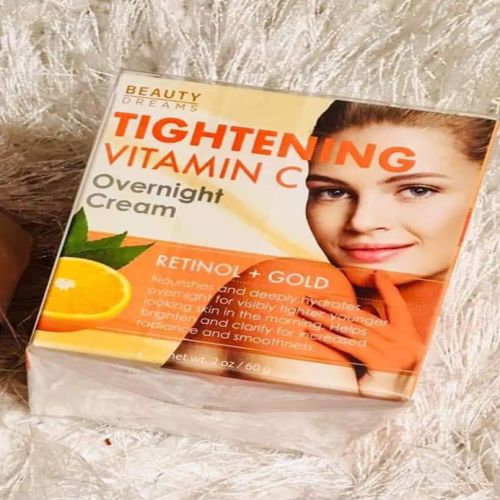 BEAUTY
DREAMS
TIGHTENING
VITAMIN C
Overnight
Cream
RETINOL + GOLD
Nourishes and deeply hydrates
overnight for visibly tighter, younger
looking skin in the morning. Helps
brighten and clarify for increased
radiance and smoothness.
net wt. 2 oz / 60 g